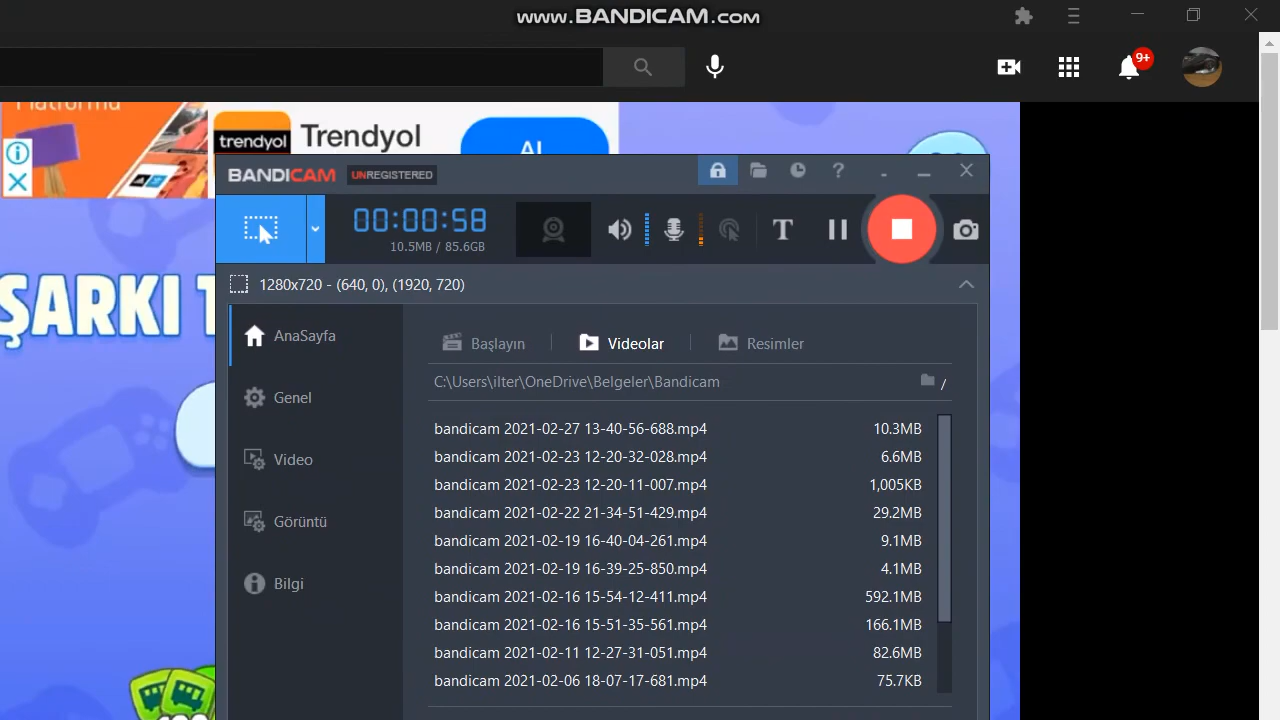 www.BANDICAM.com
9+
Platformu
trendyol
Trendyol
Al
BANDICAM
UNREGISTERED
?
00:00:58
10.5MB / 85.6GB
T
1280x720 - (640, 0), (1920, 720)
ŞARKI T
AnaSayfa
Genel
Video
Görüntü
Bilgi
Başlayın
Videolar
Resimler
C:\Users\ilter\OneDrive\Belgeler\Bandicam
/
bandicam 2021-02-27 13-40-56-688.mp4 10.3MB
bandicam 2021-02-23 12-20-32-028.mp4 6.6MB
bandicam 2021-02-23 12-20-11-007.mp4 1,005KB
bandicam 2021-02-22 21-34-51-429.mp4 29.2MB
bandicam 2021-02-19 16-40-04-261.mp4 9.1MB
bandicam 2021-02-19 16-39-25-850.mp4 4.1MB
bandicam 2021-02-16 15-54-12-411.mp4 592.1MB
bandicam 2021-02-16 15-51-35-561.mp4 166.1MB
bandicam 2021-02-11 12-27-31-051.mp4 82.6MB
bandicam 2021-02-06 18-07-17-681.mp4 75.7KB